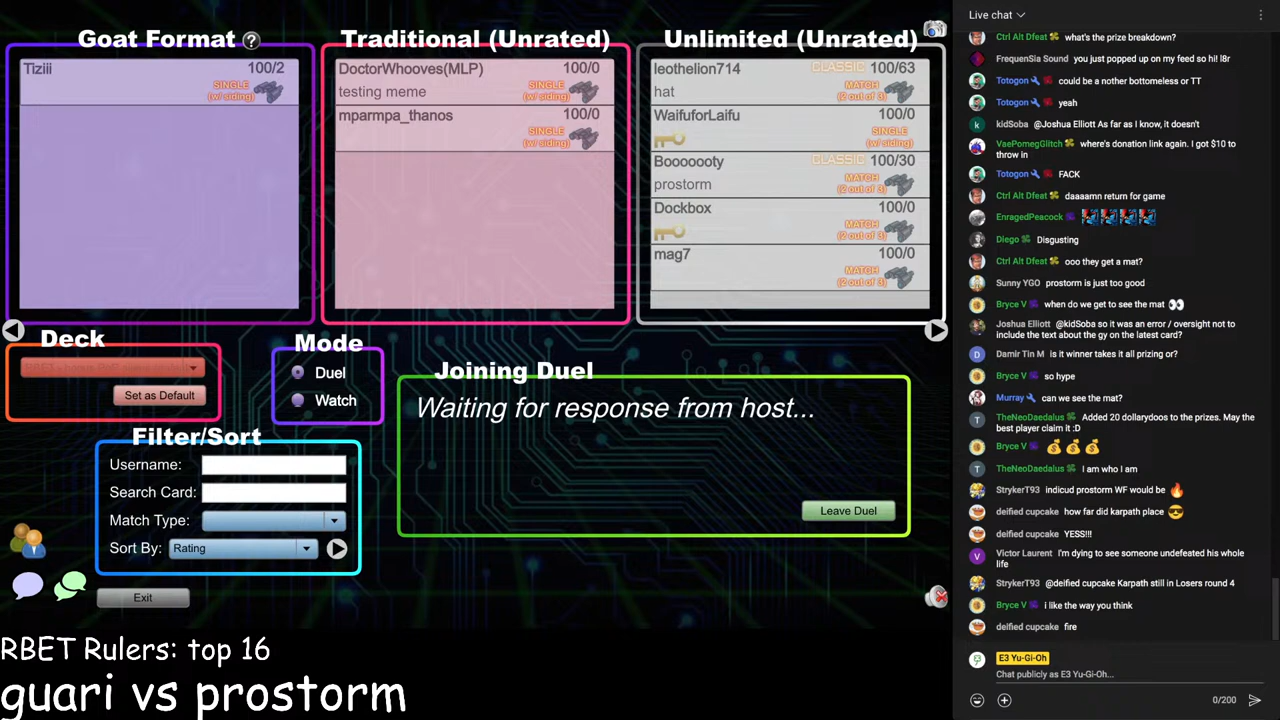 Goat Format ?
Tiziii 100/2
SINGLE
(w/ siding)
Traditional (Unrated)
DoctorWhooves(MLP) 100/0
testing meme SINGLE
(w/ siding)
mparmpa_thanos 100/0
SINGLE
(w/ siding)
Unlimited (Unrated)
leothelion714 CLASSIC 100/63
hat MATCH
(2 out of 3)
WaifuforLaifu 100/0
SINGLE
(w/ siding)
Parallel
Booooooty CLASSIC 100/30
prostorm MATCH
(2 out of 3)
Dockbox 100/0
MATCH
(2 out of 3)
mag7 100/0
MATCH
(2 out of 3)
Deck
Set as Default
Mode
Duel
Watch
Filter/Sort
Username:
Search Card:
Match Type:
Sort By: Rating
Exit
Joining Duel
Waiting for response from host...
Leave Duel
RBET Rulers: top 16
guari vs prostorm
Live chat
Ctrl Alt Dfeat what's the prize breakdown?
FrequenSia Sound you just popped up on my feed so hi! l8r
Totogon could be a nother bottomeless or TT
Totogon yeah
kidSoba @Joshua Elliott As far as I know, it doesn't
VaePomegGlitch where's donation link again. I got $10 to
throw in
Totogon FACK
Ctrl Alt Dfeat daaaamn return for game
EnragedPeacock
Diego Disgusting
Ctrl Alt Dfeat ooo they get a mat?
Sunny YGO prostorm is just too good
Bryce V when do we get to see the mat 👀
Joshua Elliott @kidSoba so it was an error / oversight not to
include the text about the gy on the latest card?
Damir Tin M is it winner takes it all prizing or?
Bryce V so hype
Murray can we see the mat?
TheNeoDaedalus Added 20 dollarydoos to the prizes. May the
best player claim it :D
Bryce V 💰 💰 💰
TheNeoDaedalus I am who I am
StrykerT93 indicud prostorm WF would be 🔥
deified cupcake how far did karpath place 😎
deified cupcake YESS!!!
Victor Laurent I'm dying to see someone undefeated his whole
life
StrykerT93 @deified cupcake Karpath still in Losers round 4
Bryce V i like the way you think
deified cupcake fire
E3 Yu-Gi-Oh
Chat publicly as E3 Yu-Gi-Oh...
0/200